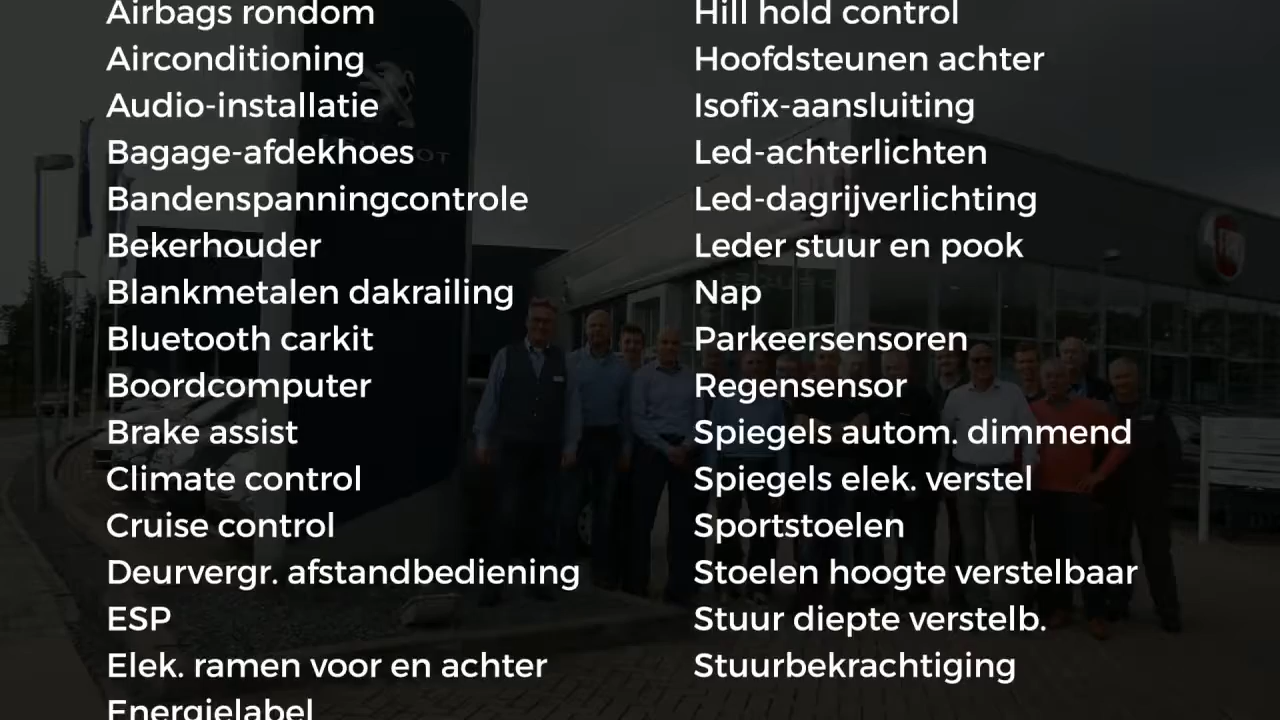 Airbags rondom
Airconditioning
Audio-installatie
Bagage-afdekhoes
Bandenspanningcontrole
Bekerhouder
Blankmetalen dakrailing
Bluetooth carkit
Boordcomputer
Brake assist
Climate control
Cruise control
Deurvergr. afstandbediening
ESP
Elek. ramen voor en achter
Energielabel
Hill hold control
Hoofdsteunen achter
Isofix-aansluiting
Led-achterlichten
Led-dagrijverlichting
Leder stuur en pook
Nap
Parkeersensoren
Regensensor
Spiegels autom. dimmend
Spiegels elek. verstel
Sportstoelen
Stoelen hoogte verstelbaar
Stuur diepte verstelb.
Stuurbekrachtiging